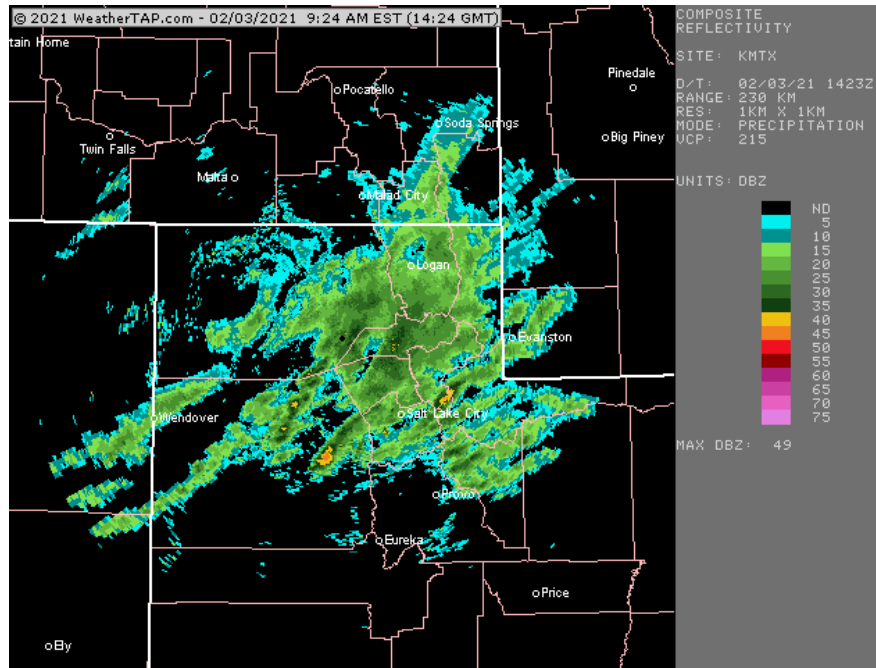 © 2021 WeatherTAP.com - 02/03/2021 9:24 AM EST (14:24 GMT)
tain Home
Pocatello
Soda Springs
Pinedale
Big Piney
Twin Falls
Malta
Malad City
Logan
Evanston
Wendover
Salt Lake City
Provo
Eureka
Price
Ely
COMPOSITE
REFLECTIVITY
SITE: KMTX
D/T: 02/03/21 1423Z
RANGE: 230 KM
RES: 1KM X 1KM
MODE: PRECIPITATION
VCP: 215
UNITS: DBZ
ND
5
10
15
20
25
30
35
40
45
50
55
60
65
70
75
MAX DBZ: 49